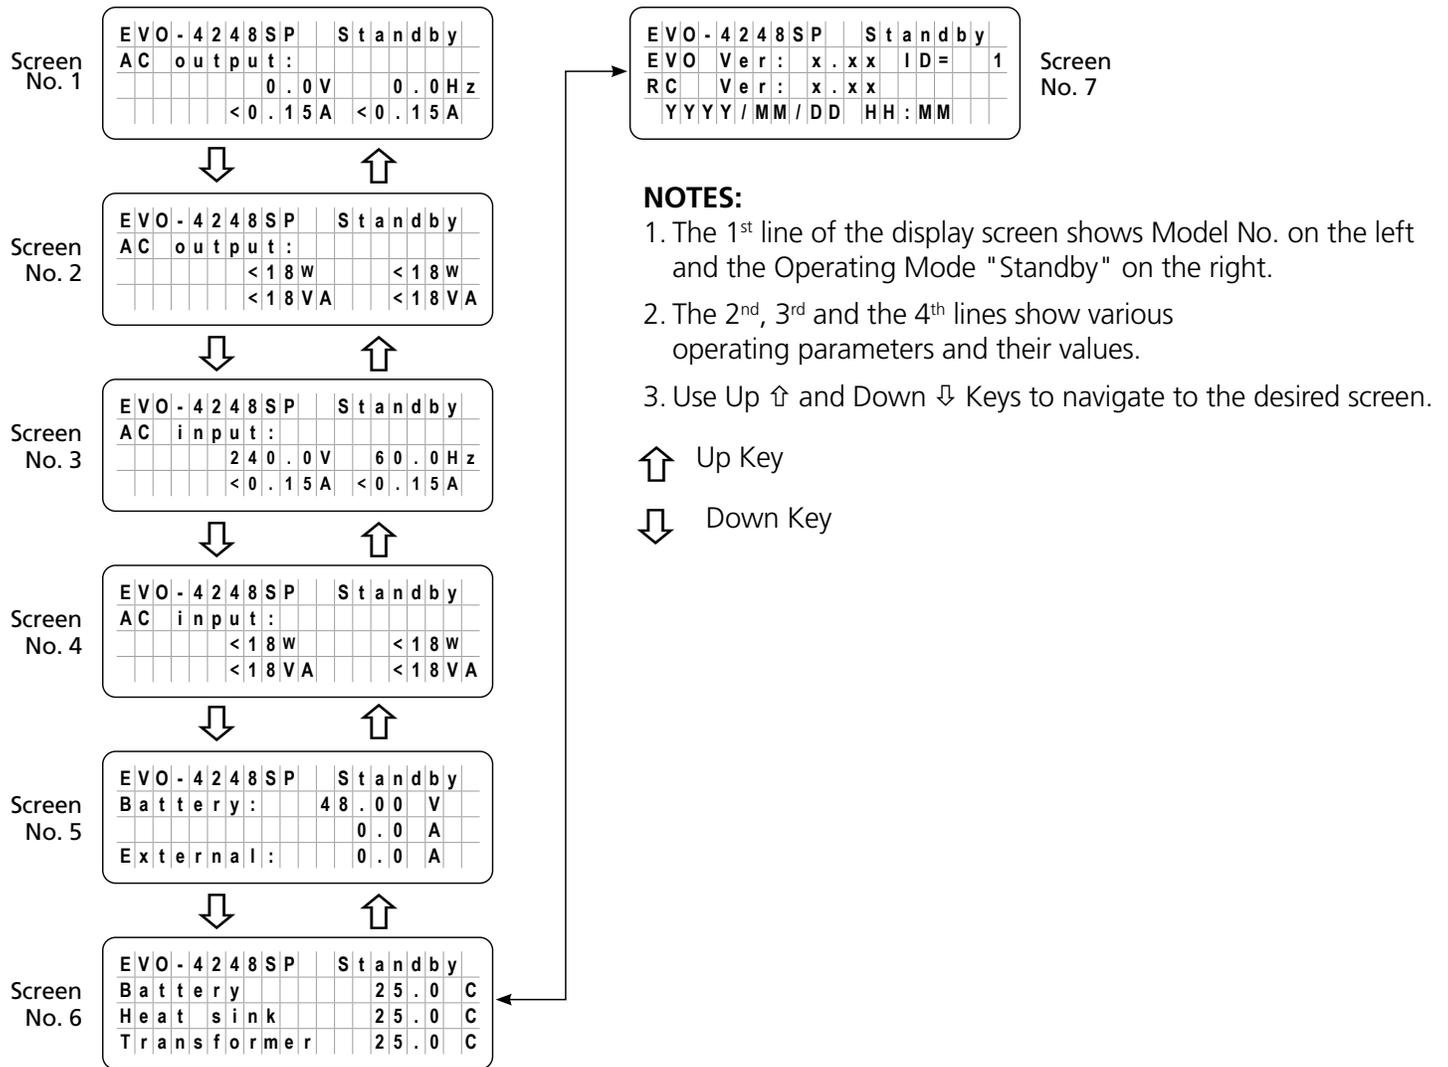 Screen
No. 1
EVO-4248SP Standby
AC output:
0.0V 0.0Hz
<0.15A <0.15A
Screen
No. 2
EVO-4248SP Standby
AC output:
<18W <18W
<18VA <18VA
Screen
No. 3
EVO-4248SP Standby
AC input:
240.0V 60.0Hz
<0.15A <0.15A
Screen
No. 4
EVO-4248SP Standby
AC input:
<18W <18W
<18VA <18VA
Screen
No. 5
EVO-4248SP Standby
Battery: 48.00 V
0.0 A
External: 0.0 A
Screen
No. 6
EVO-4248SP Standby
Battery 25.0 C
Heat sink 25.0 C
Transformer 25.0 C
EVO-4248SP Standby
EVO Ver: x.xx ID= 1
RC Ver: x.xx
YYYY/MM/DD HH:MM
Screen
No. 7
NOTES:
1. The 1st line of the display screen shows Model No. on the left
and the Operating Mode "Standby" on the right.
2. The 2nd, 3rd and the 4th lines show various
operating parameters and their values.
3. Use Up ⇧ and Down ⇩ Keys to navigate to the desired screen.
⇧ Up Key
⇩ Down Key